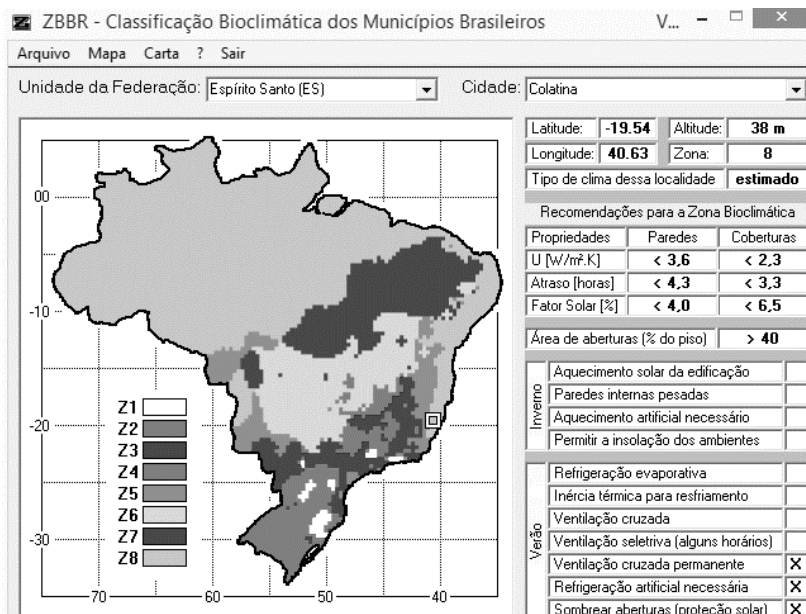 ZBBR - Classificação Bioclimática dos Municípios Brasileiros V...
Arquivo Mapa Carta ? Sair
Unidade da Federação: Espírito Santo (ES) Cidade: Colatina
Latitude: -19.54 Altitude: 38 m
Longitude: 40.63 Zona: 8
Tipo de clima dessa localidade estimado
Recomendações para a Zona Bioclimática
Propriedades Paredes Coberturas
U [W/m².K] < 3,6 < 2,3
Atraso [horas] < 4,3 < 3,3
Fator Solar [%] < 4,0 < 6,5
Área de aberturas (% do piso) > 40
Inverno
Aquecimento solar da edificação
Paredes internas pesadas
Aquecimento artificial necessário
Permitir a insolação dos ambientes
Verão
Refrigeração evaporativa
Inércia térmica para resfriamento
Ventilação cruzada
Ventilação seletriva (alguns horários)
Ventilação cruzada permanente X
Refrigeração artificial necessária X
Sombrear aberturas (proteção solar) X
00
-10
-20
-30
Z1
Z2
Z3
Z4
Z5
Z6
Z7
Z8
70 60 50 40